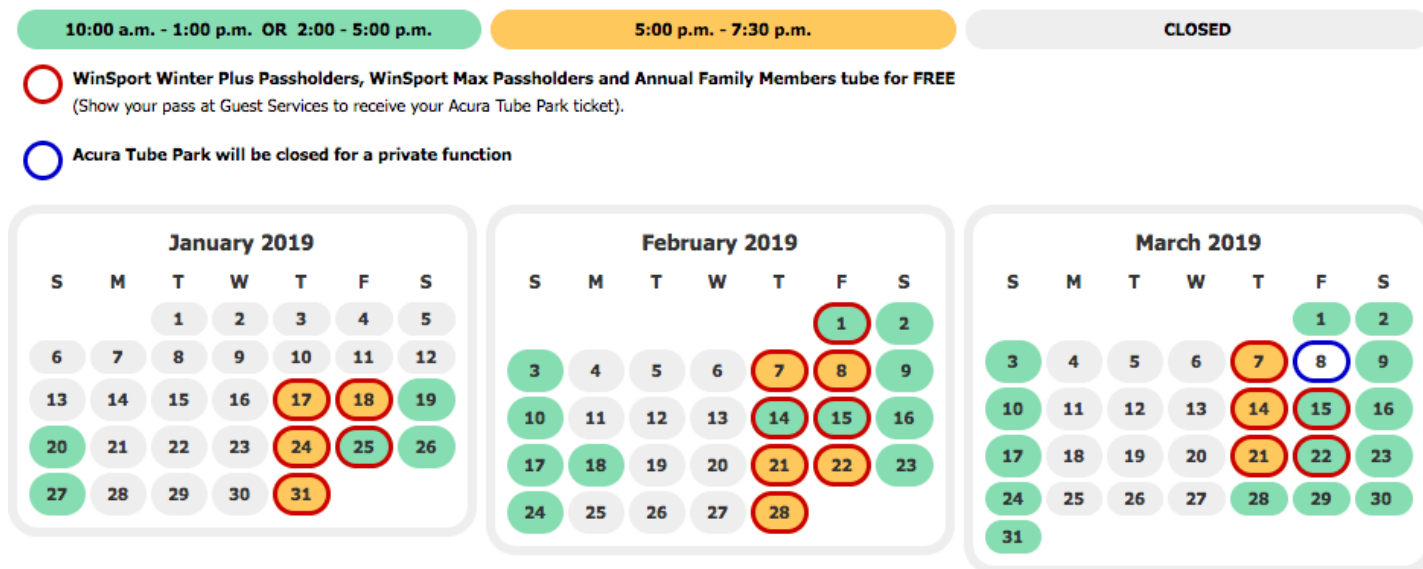 10:00 a.m. - 1:00 p.m. OR 2:00 - 5:00 p.m.
5:00 p.m. - 7:30 p.m.
CLOSED
WinSport Winter Plus Passholders, WinSport Max Passholders and Annual Family Members tube for FREE
(Show your pass at Guest Services to receive your Acura Tube Park ticket).
Acura Tube Park will be closed for a private function
January 2019
S M T W T F S
1 2 3 4 5
6 7 8 9 10 11 12
13 14 15 16 17 18 19
20 21 22 23 24 25 26
27 28 29 30 31
February 2019
S M T W T F S
1 2
3 4 5 6 7 8 9
10 11 12 13 14 15 16
17 18 19 20 21 22 23
24 25 26 27 28
March 2019
S M T W T F S
1 2
3 4 5 6 7 8 9
10 11 12 13 14 15 16
17 18 19 20 21 22 23
24 25 26 27 28 29 30
31